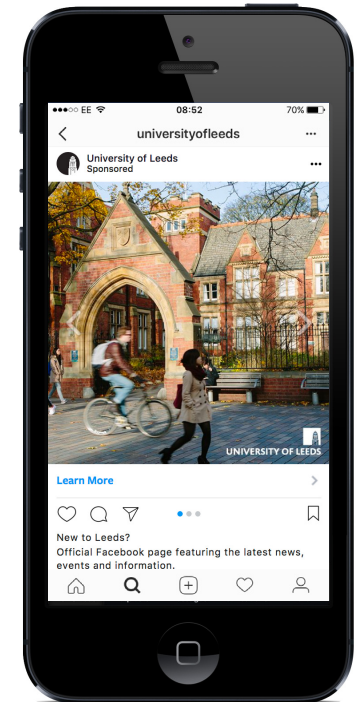 EE 08:52 70%
universityofleeds
University of Leeds
Sponsored
UNIVERSITY OF LEEDS
Learn More
New to Leeds?
Official Facebook page featuring the latest news,
events and information.